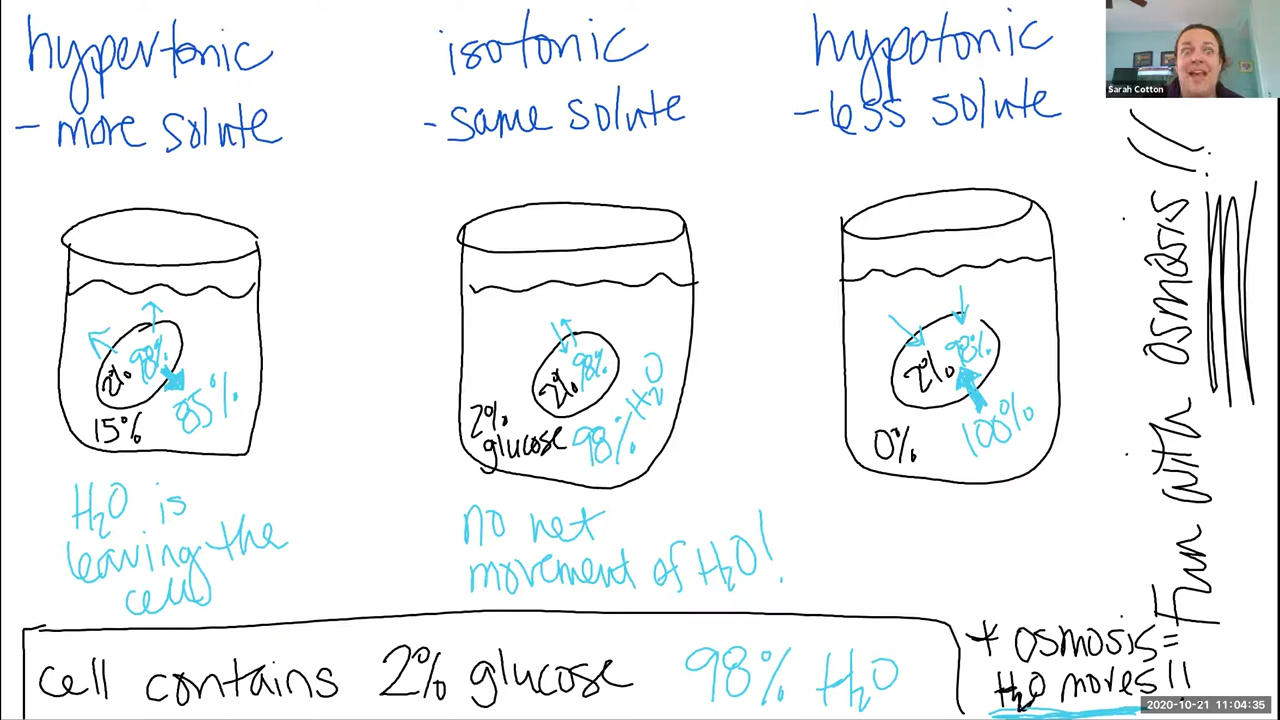 hypertonic
- more solute
isotonic
- same solute
hypotonic
- less solute
Sarah Cotton
2% 98%
15% 85%
2% 98%
2%
glucose 98% H₂O
2% 98%
0% 100%
H₂O is
leaving the
cell
no net
movement of H₂O!
cell contains 2% glucose 98% H₂O
* osmosis =
H₂O moves!!
Fun with osmosis!!
2020-10-21 11:04:35